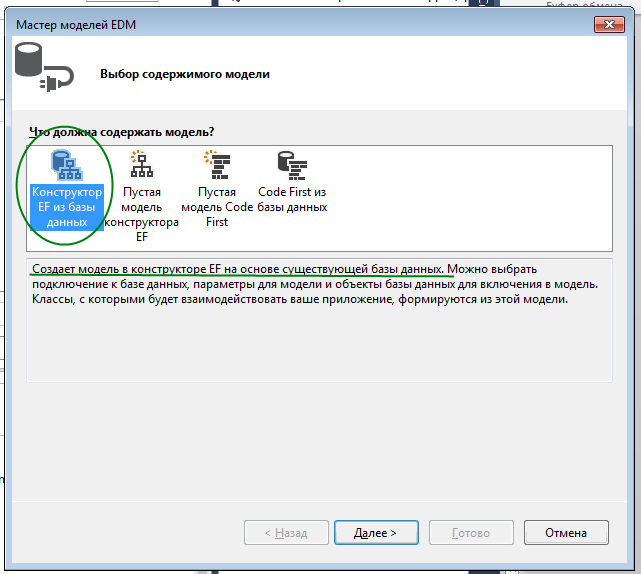 Буфер обмена
Мастер моделей EDM
Выбор содержимого модели
Что должна содержать модель?
Конструктор
EF из базы
данных
Пустая
модель
конструктора
EF
Пустая
модель Code
First
Code First из
базы данных
Создает модель в конструкторе EF на основе существующей базы данных. Можно выбрать
подключение к базе данных, параметры для модели и объекты базы данных для включения в модель.
Классы, с которыми будет взаимодействовать ваше приложение, формируются из этой модели.
< Назад
Далее >
Готово
Отмена